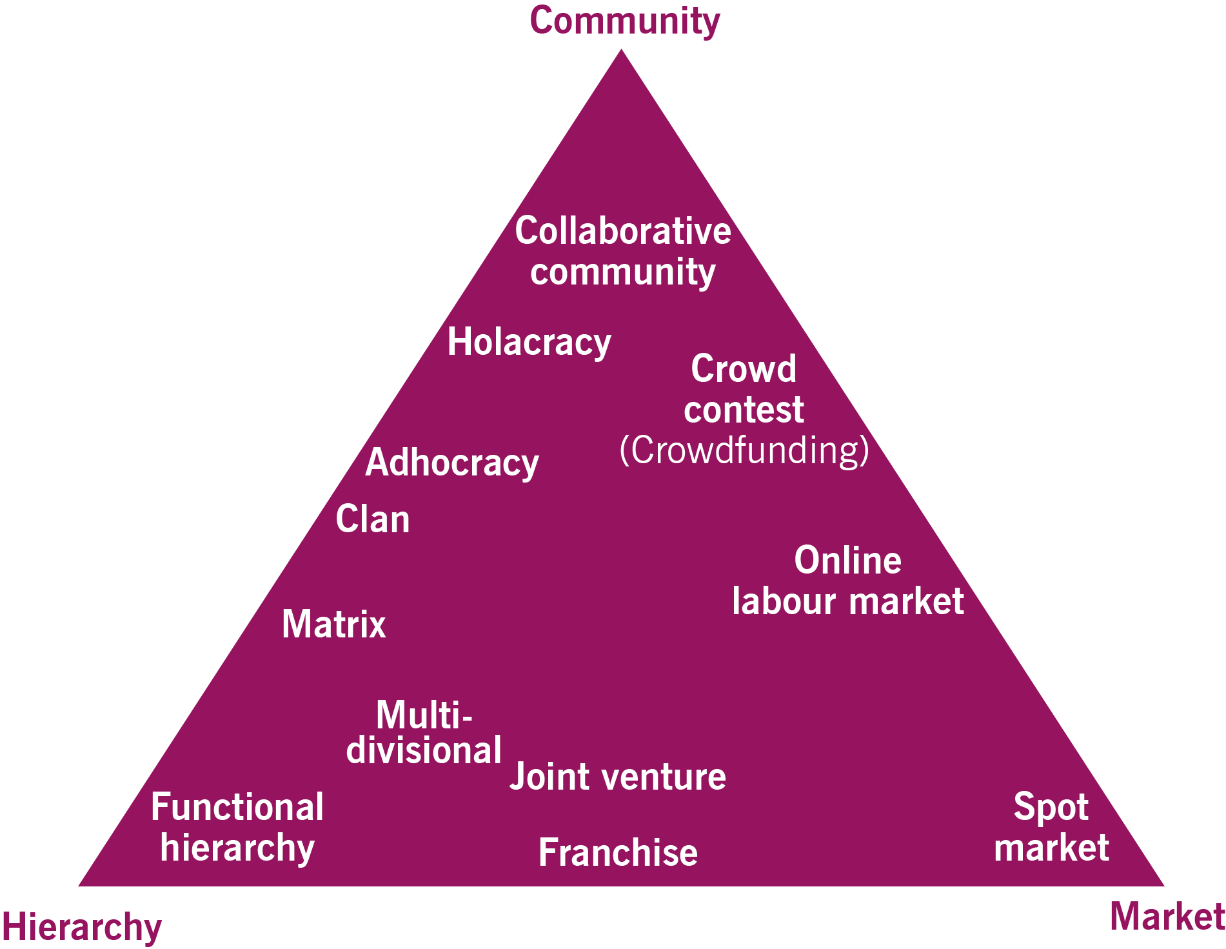 Community
Collaborative
community
Holacracy
Crowd
contest
(Crowdfunding)
Adhocracy
Clan
Online
labour market
Matrix
Multi-
divisional
Joint venture
Functional
hierarchy
Spot
market
Franchise
Hierarchy
Market